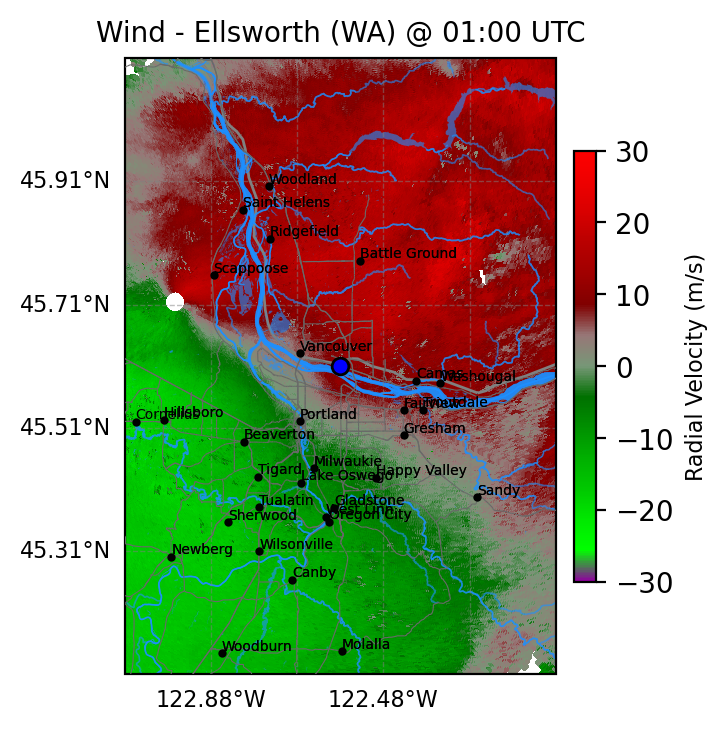 Wind - Ellsworth (WA) @ 01:00 UTC
45.91°N
45.71°N
45.51°N
45.31°N
122.88°W
122.48°W
Woodland
Saint Helens
Ridgefield
Battle Ground
Scappoose
Vancouver
Camas
Washougal
Fairview
Troutdale
Gresham
Cornelius
Hillsboro
Portland
Beaverton
Milwaukie
Tigard
Lake Oswego
Happy Valley
Sandy
Tualatin
Gladstone
Sherwood
West Linn
Oregon City
Newberg
Wilsonville
Canby
Woodburn
Molalla
30
20
10
0
−10
−20
−30
Radial Velocity (m/s)